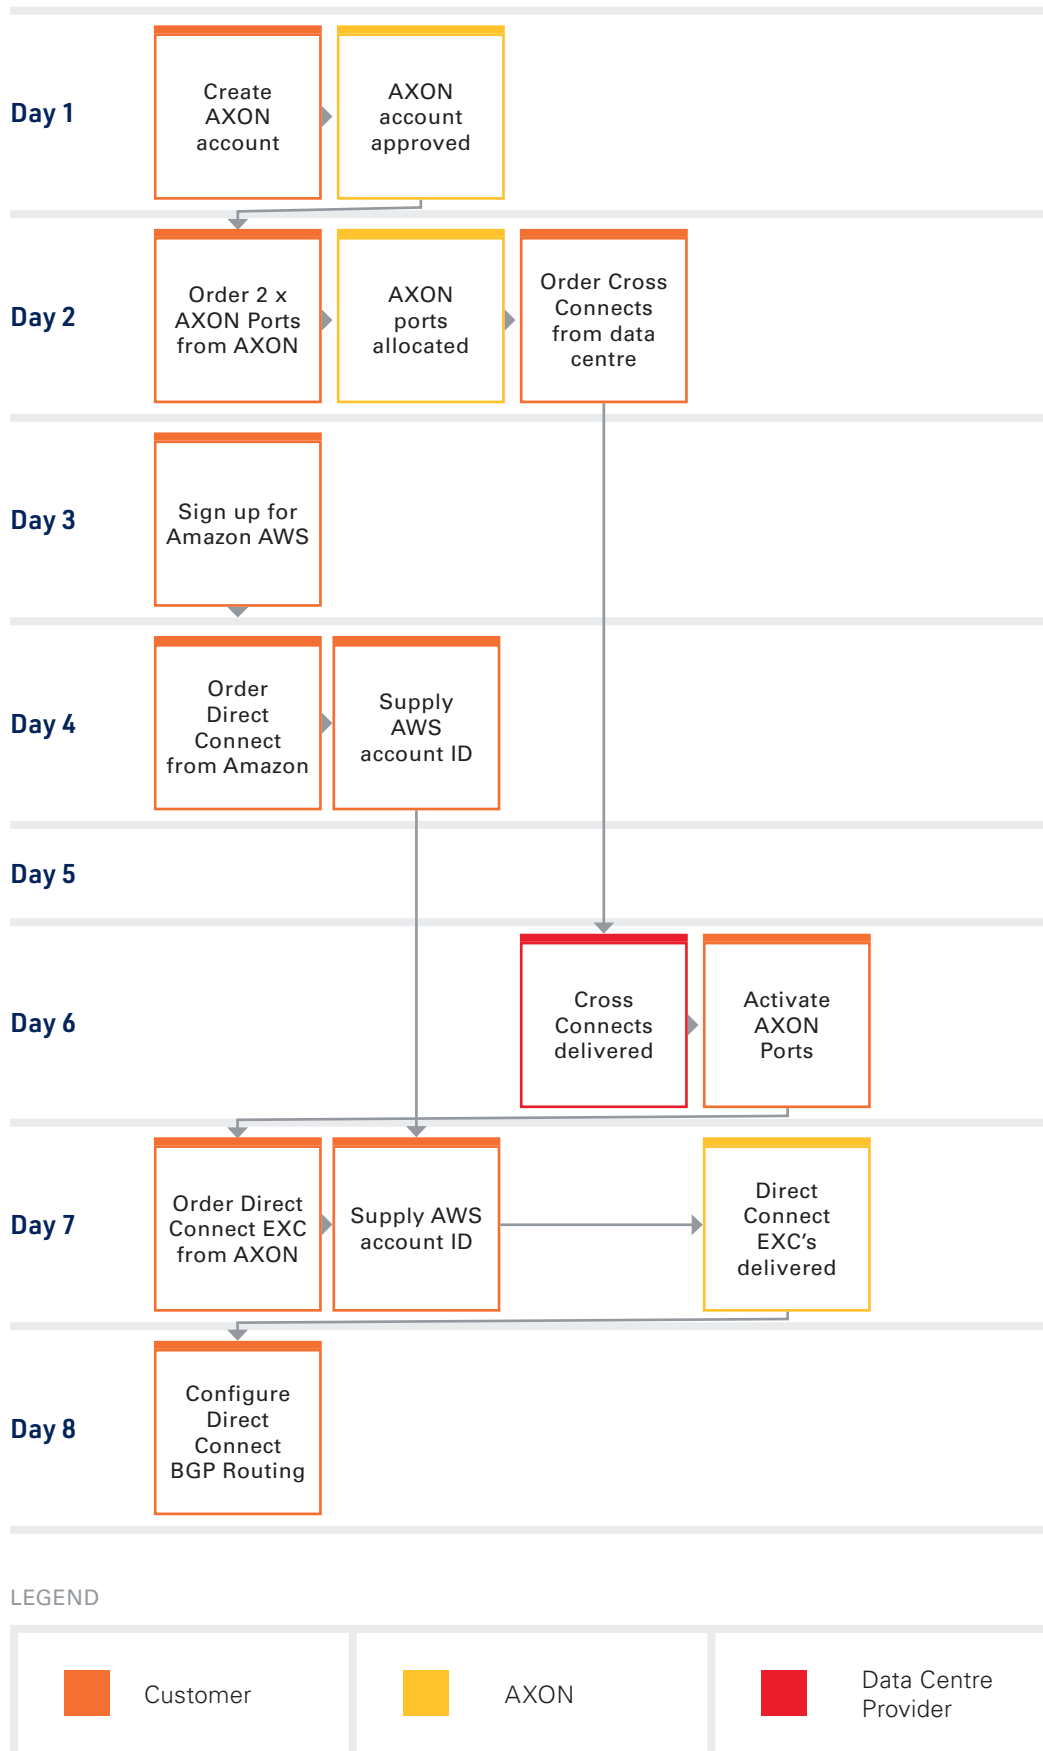 Day 1
Create
AXON
account
AXON
account
approved
Day 2
Order 2 x
AXON Ports
from AXON
AXON
ports
allocated
Order Cross
Connects
from data
centre
Day 3
Sign up for
Amazon AWS
Day 4
Order
Direct
Connect
from Amazon
Supply
AWS
account ID
Day 5
Day 6
Cross
Connects
delivered
Activate
AXON
Ports
Day 7
Order Direct
Connect EXC
from AXON
Supply AWS
account ID
Direct
Connect
EXC’s
delivered
Day 8
Configure
Direct
Connect
BGP Routing
LEGEND
Customer
AXON
Data Centre
Provider